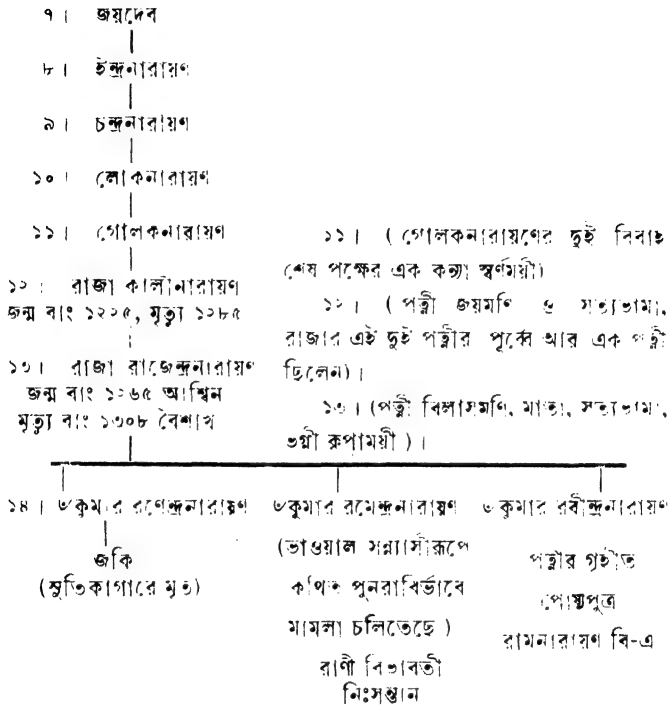 ৭। জয়দেব
৮। ইন্দ্রনারায়ণ
৯। চন্দ্রনারায়ণ
১০। লোকনারায়ণ
১১। গোলকনারায়ণ
১২। রাজা কালীনারায়ণ
জন্ম বাং ১২২৫, মৃত্যু ১২৮৫
১৩। রাজা রাজেন্দ্রনারায়ণ
জন্ম বাং ১২৬৫ আশ্বিন
মৃত্যু বাং ১৩০৮ বৈশাখ
১১। (গোলকনারায়ণের দুই বিবাহ
শেষ পক্ষের এক কন্যা স্বর্ণময়ী)
১২। (পত্নী জয়মণি ও সত্যভামা,
রাজার এই দুই পত্নীর পূর্ব্বে আর এক পত্নী
ছিলেন)।
১৩। (পত্নী বিলাসমণি, মাতা, সত্যভামা,
ভগ্নী কৃপাময়ী)।
১৪। ৺কুমার রণেন্দ্রনারায়ণ ৺কুমার রমেন্দ্রনারায়ণ ৺কুমার রবীন্দ্রনারায়ণ
জকি
(সূতিকাগারে মৃত)
(ভাওয়াল সন্ন্যাসীরূপে
কথিত পুনরাবির্ভাবে
মামলা চলিতেছে)
রাণী বিভাবতী
নিঃসন্তান
পত্নীর গৃহীত
পোষ্যপুত্র
রামনারায়ণ বি-এ